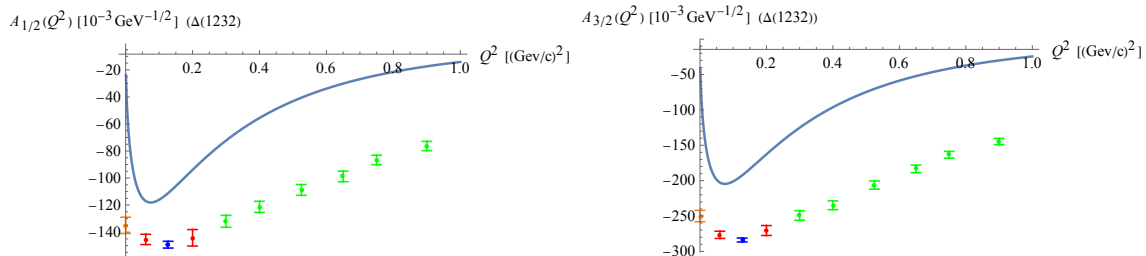 A1/2(Q²) [10⁻³ GeV⁻¹/²] (Δ(1232)
Q² [(Gev/c)²]
0.2 0.4 0.6 0.8 1.0
-20
-40
-60
-80
-100
-120
-140
A3/2(Q²) [10⁻³ GeV⁻¹/²] (Δ(1232))
Q² [(Gev/c)²]
0.2 0.4 0.6 0.8 1.0
-50
-100
-150
-200
-250
-300